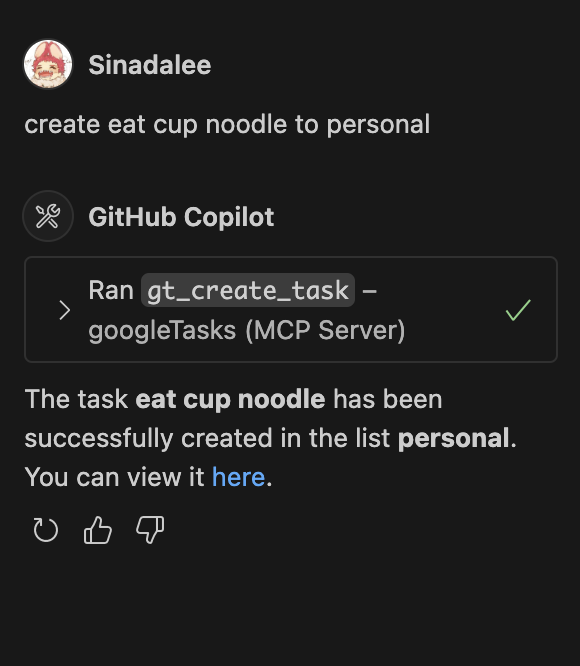 Sinadalee
create eat cup noodle to personal
GitHub Copilot
Ran gt_create_task –
googleTasks (MCP Server)
The task eat cup noodle has been
successfully created in the list personal.
You can view it here.